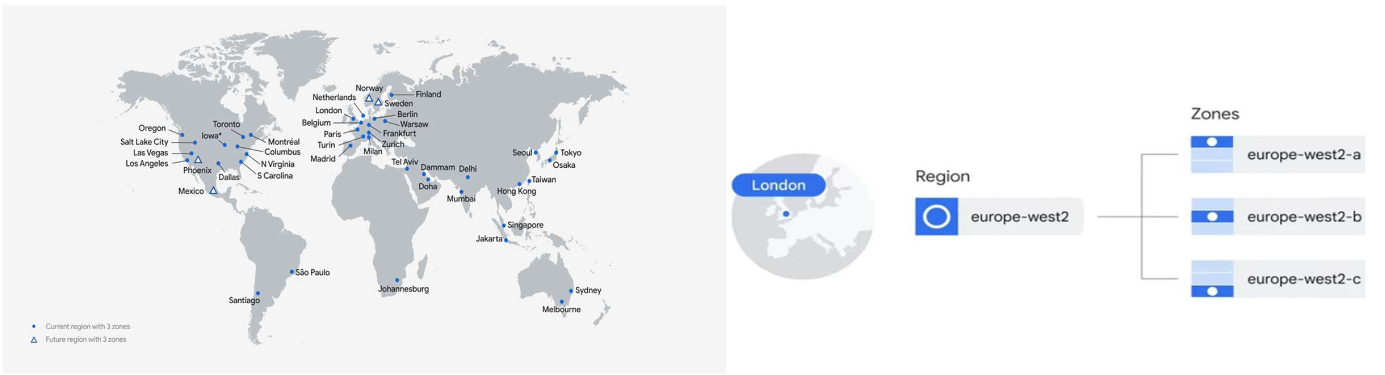 Norway
Netherlands
Finland
Sweden
London
Berlin
Belgium
Warsaw
Paris
Frankfurt
Turin
Zurich
Milan
Madrid
Oregon
Toronto
Iowa*
Montréal
Salt Lake City
Columbus
Las Vegas
Los Angeles
N Virginia
Phoenix
Dallas
S Carolina
Mexico
Tel Aviv
Dammam
Delhi
Doha
Mumbai
Seoul
Tokyo
Osaka
Taiwan
Hong Kong
Singapore
Jakarta
São Paulo
Santiago
Johannesburg
Sydney
Melbourne
Current region with 3 zones
Future region with 3 zones
London
Region
europe-west2
Zones
europe-west2-a
europe-west2-b
europe-west2-c